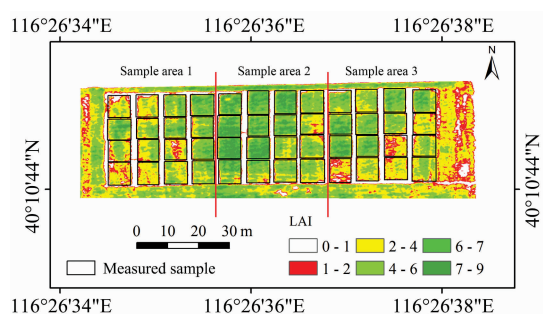 116°26'34"E 116°26'36"E 116°26'38"E
N
Sample area 1 Sample area 2 Sample area 3
40°10'44"N
40°10'44"N
LAI
0 10 20 30 m
0 - 1 2 - 4 6 - 7
Measured sample
1 - 2 4 - 6 7 - 9
116°26'34"E 116°26'36"E 116°26'38"E